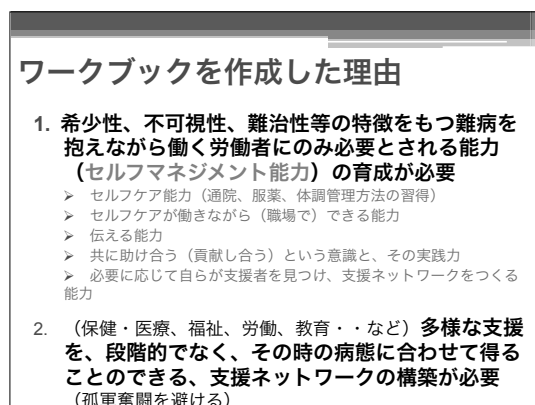 ワークブックを作成した理由
1. 希少性、不可視性、難治性等の特徴をもつ難病を
抱えながら働く労働者にのみ必要とされる能力
（セルフマネジメント能力）の育成が必要
➢ セルフケア能力（通院、服薬、体調管理方法の習得）
➢ セルフケアが働きながら（職場で）できる能力
➢ 伝える能力
➢ 共に助け合う（貢献し合う）という意識と、その実践力
➢ 必要に応じて自らが支援者を見つけ、支援ネットワークをつくる
能力
2. （保健・医療、福祉、労働、教育・・など）多様な支援
を、段階的でなく、その時の病態に合わせて得る
ことのできる、支援ネットワークの構築が必要
（孤軍奮闘を避ける）